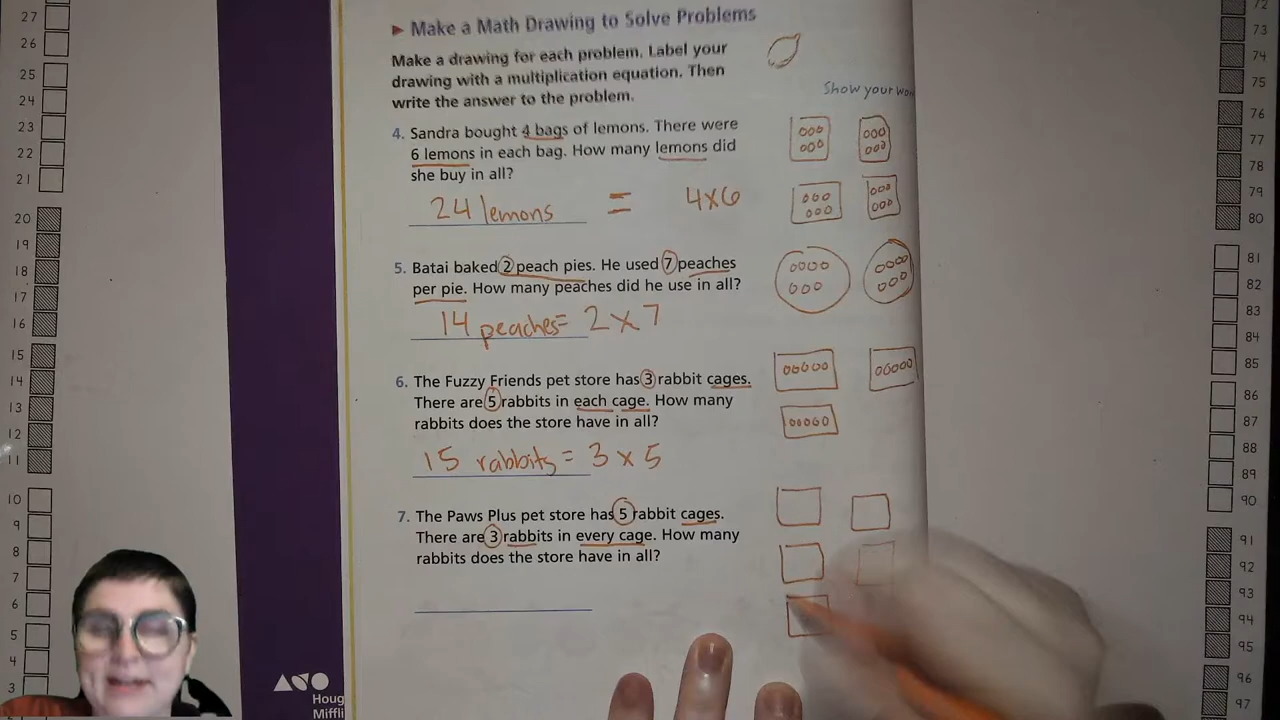 ► Make a Math Drawing to Solve Problems
Make a drawing for each problem. Label your
drawing with a multiplication equation. Then
write the answer to the problem.
Show your
4. Sandra bought 4 bags of lemons. There were
6 lemons in each bag. How many lemons did
she buy in all?
24 lemons = 4x6
5. Batai baked 2 peach pies. He used 7 peaches
per pie. How many peaches did he use in all?
14 peaches = 2 x 7
6. The Fuzzy Friends pet store has 3 rabbit cages.
There are 5 rabbits in each cage. How many
rabbits does the store have in all?
15 rabbits = 3 x 5
7. The Paws Plus pet store has 5 rabbit cages.
There are 3 rabbits in every cage. How many
rabbits does the store have in all?
27
26
25
24
23
22
21
20
19
18
17
16
15
14
13
12
11
10
9
8
7
6
5
4
3
72
73
74
75
76
77
78
79
80
81
82
83
84
85
86
87
88
89
90
91
92
93
94
95
96
97
Houg
Miffli